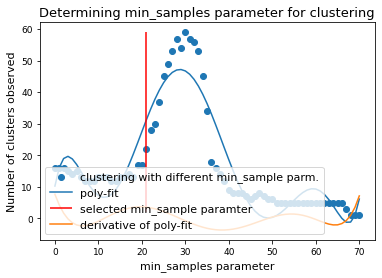 Determining min_samples parameter for clustering
Number of clusters observed
60
50
40
30
20
10
0
clustering with different min_sample parm.
poly-fit
selected min_sample paramter
derivative of poly-fit
0 10 20 30 40 50 60 70
min_samples parameter